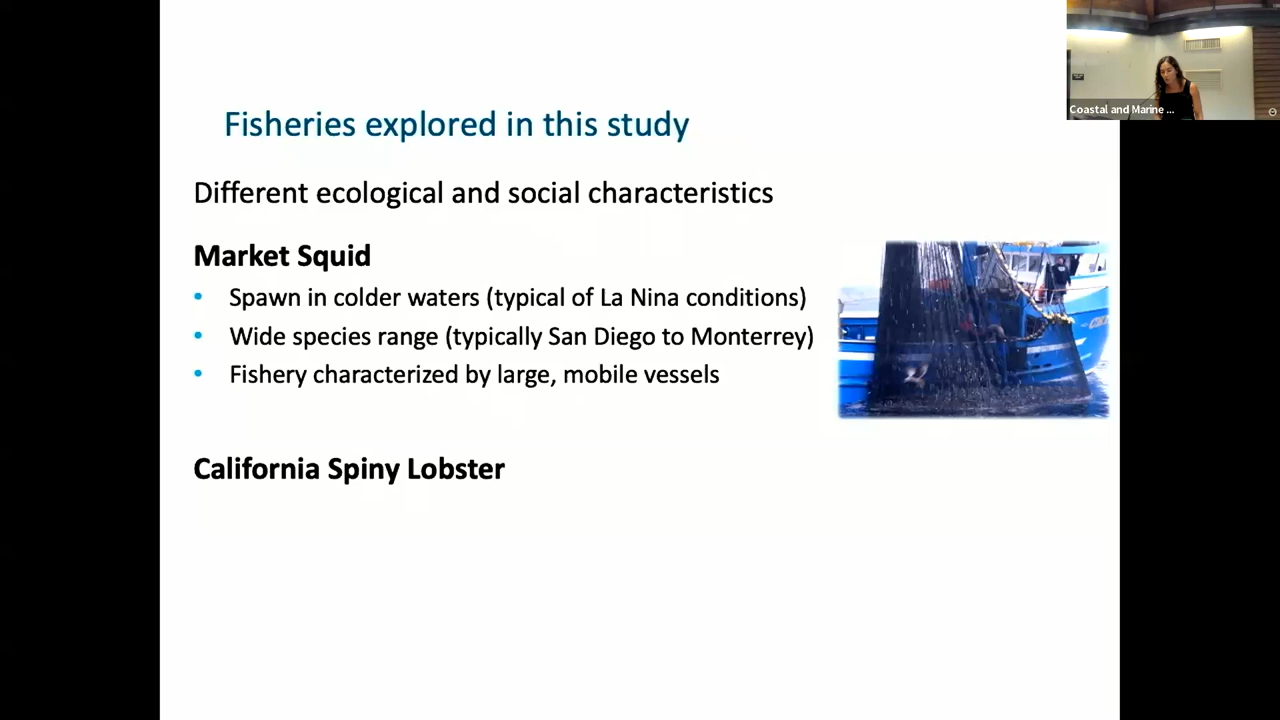 Fisheries explored in this study
Different ecological and social characteristics
Market Squid
• Spawn in colder waters (typical of La Nina conditions)
• Wide species range (typically San Diego to Monterrey)
• Fishery characterized by large, mobile vessels
California Spiny Lobster
Coastal and Marine ...